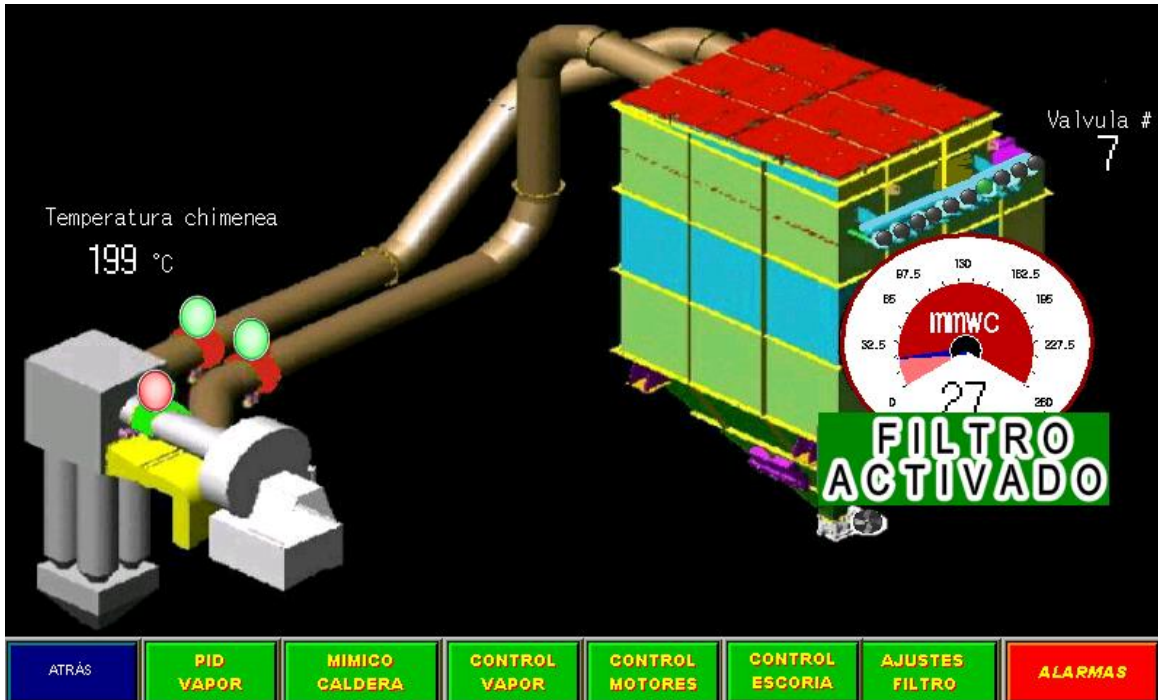 Valvula #
7
Temperatura chimenea
199 °C
130
97.5
162.5
65
195
mmwc
32.5
227.5
27
0
260
FILTRO
ACTIVADO
ATRÁS
PID
VAPOR
MIMICO
CALDERA
CONTROL
VAPOR
CONTROL
MOTORES
CONTROL
ESCORIA
AJUSTES
FILTRO
ALARMAS